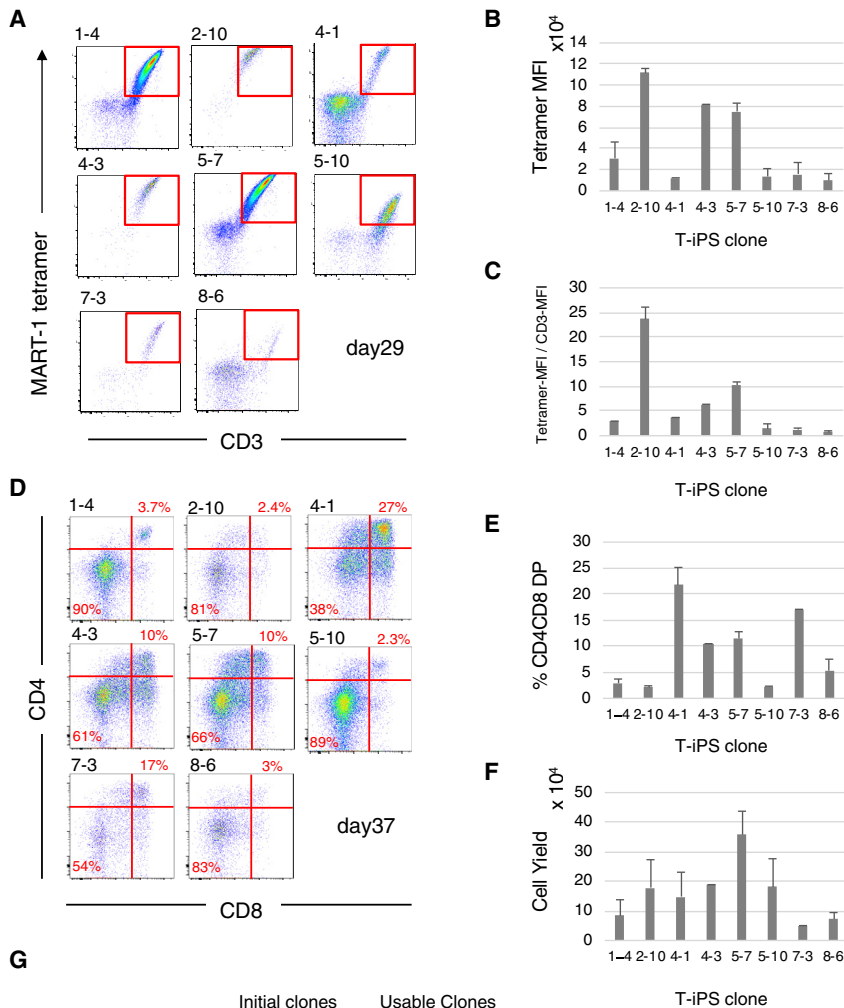 A
1-4
2-10
4-1
4-3
5-7
5-10
7-3
8-6
day29
MART-1 tetramer
CD3
B
x10⁴
Tetramer MFI
14
12
10
8
6
4
2
0
1-4 2-10 4-1 4-3 5-7 5-10 7-3 8-6
T-iPS clone
C
Tetramer-MFI / CD3-MFI
30
25
20
15
10
5
0
1-4 2-10 4-1 4-3 5-7 5-10 7-3 8-6
T-iPS clone
D
1-4 3.7%
90%
2-10 2.4%
81%
4-1 27%
38%
4-3 10%
61%
5-7 10%
66%
5-10 2.3%
89%
7-3 17%
54%
8-6 3%
83%
day37
CD4
CD8
E
% CD4CD8 DP
30
25
20
15
10
5
0
1–4 2-10 4-1 4-3 5-7 5-10 7-3 8-6
T-iPS clone
F
x 10⁴
Cell Yield
50
40
30
20
10
0
1–4 2-10 4-1 4-3 5-7 5-10 7-3 8-6
T-iPS clone
G
Initial clones Usable Clones